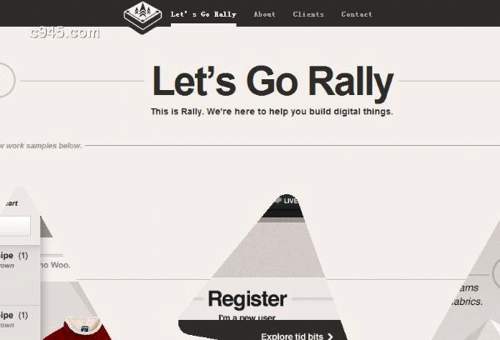 c945.com
Let's Go Rally About Clients Contact
Let's Go Rally
This is Rally. We're here to help you build digital things.
work samples below.
LIVE
art
ipe (1)
own
no Woo.
Register
I'm a new user
ipe (1)
own
Explore tid bits
arns
abrics.